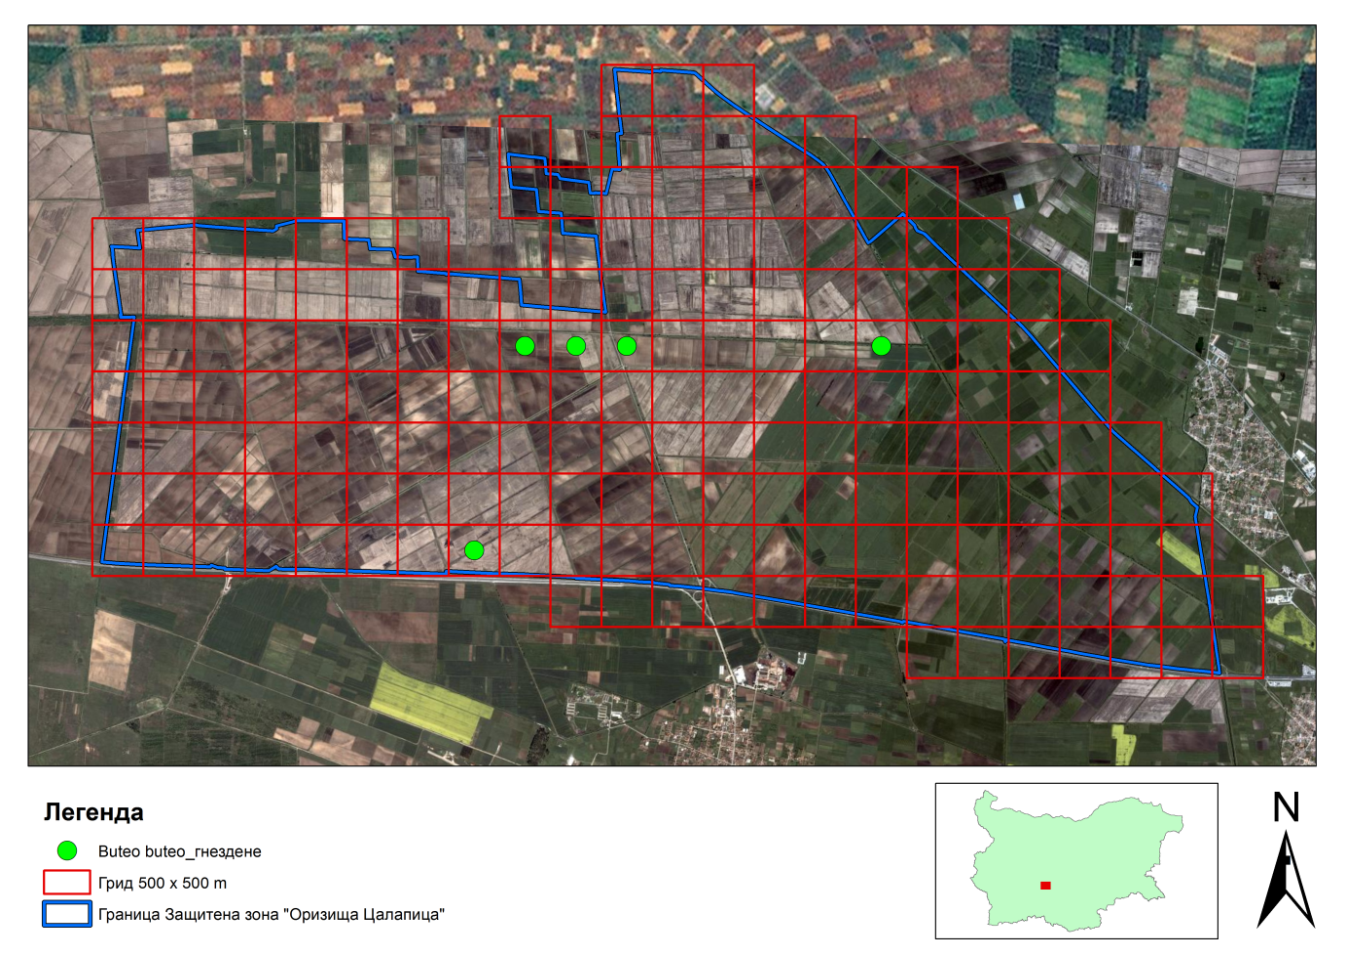 Легенда
Buteo buteo_гнездене
Грид 500 x 500 m
Граница Защитена зона "Оризища Цалапица"
N